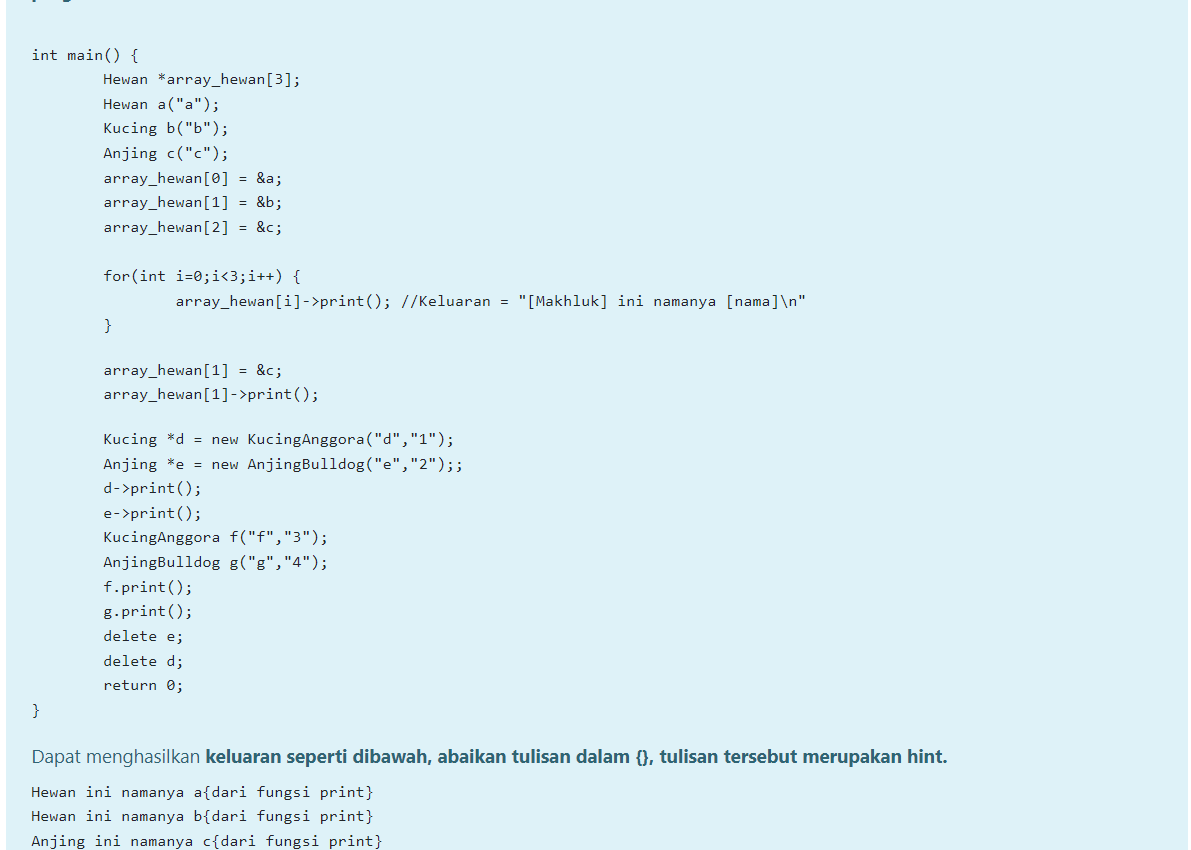 int main() {
Hewan *array_hewan[3];
Hewan a("a");
Kucing b("b");
Anjing c("c");
array_hewan[0] = &a;
array_hewan[1] = &b;
array_hewan[2] = &c;
for(int i=0;i<3;i++) {
array_hewan[i]->print(); //Keluaran = "[Makhluk] ini namanya [nama]\n"
}
array_hewan[1] = &c;
array_hewan[1]->print();
Kucing *d = new KucingAnggora("d","1");
Anjing *e = new AnjingBulldog("e","2");;
d->print();
e->print();
KucingAnggora f("f","3");
AnjingBulldog g("g","4");
f.print();
g.print();
delete e;
delete d;
return 0;
}
Dapat menghasilkan keluaran seperti dibawah, abaikan tulisan dalam {}, tulisan tersebut merupakan hint.
Hewan ini namanya a{dari fungsi print}
Hewan ini namanya b{dari fungsi print}
Anjing ini namanya c{dari fungsi print}